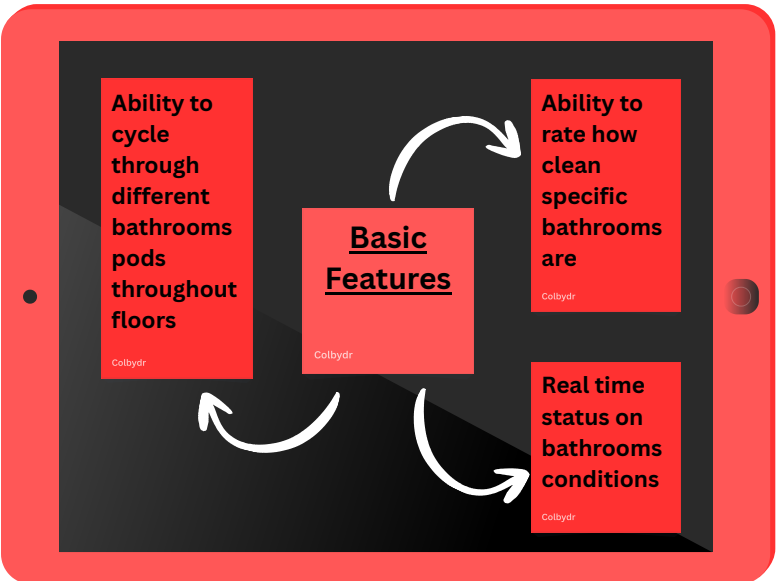 Ability to
cycle
through
different
bathrooms
pods
throughout
floors
Colbydr
Basic
Features
Colbydr
Ability to
rate how
clean
specific
bathrooms
are
Colbydr
Real time
status on
bathrooms
conditions
Colbydr